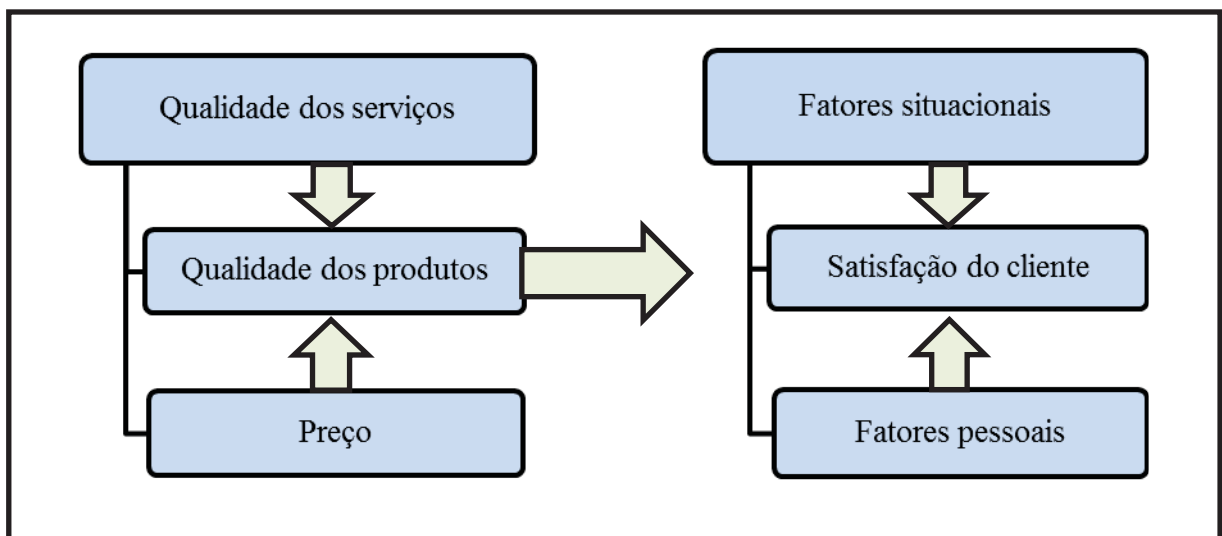 Qualidade dos serviços
Qualidade dos produtos
Preço
Fatores situacionais
Satisfação do cliente
Fatores pessoais